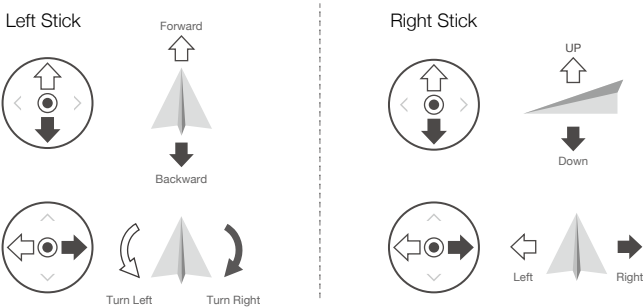 Left Stick
Forward
Backward
Turn Left
Turn Right
Right Stick
UP
Down
Left
Right